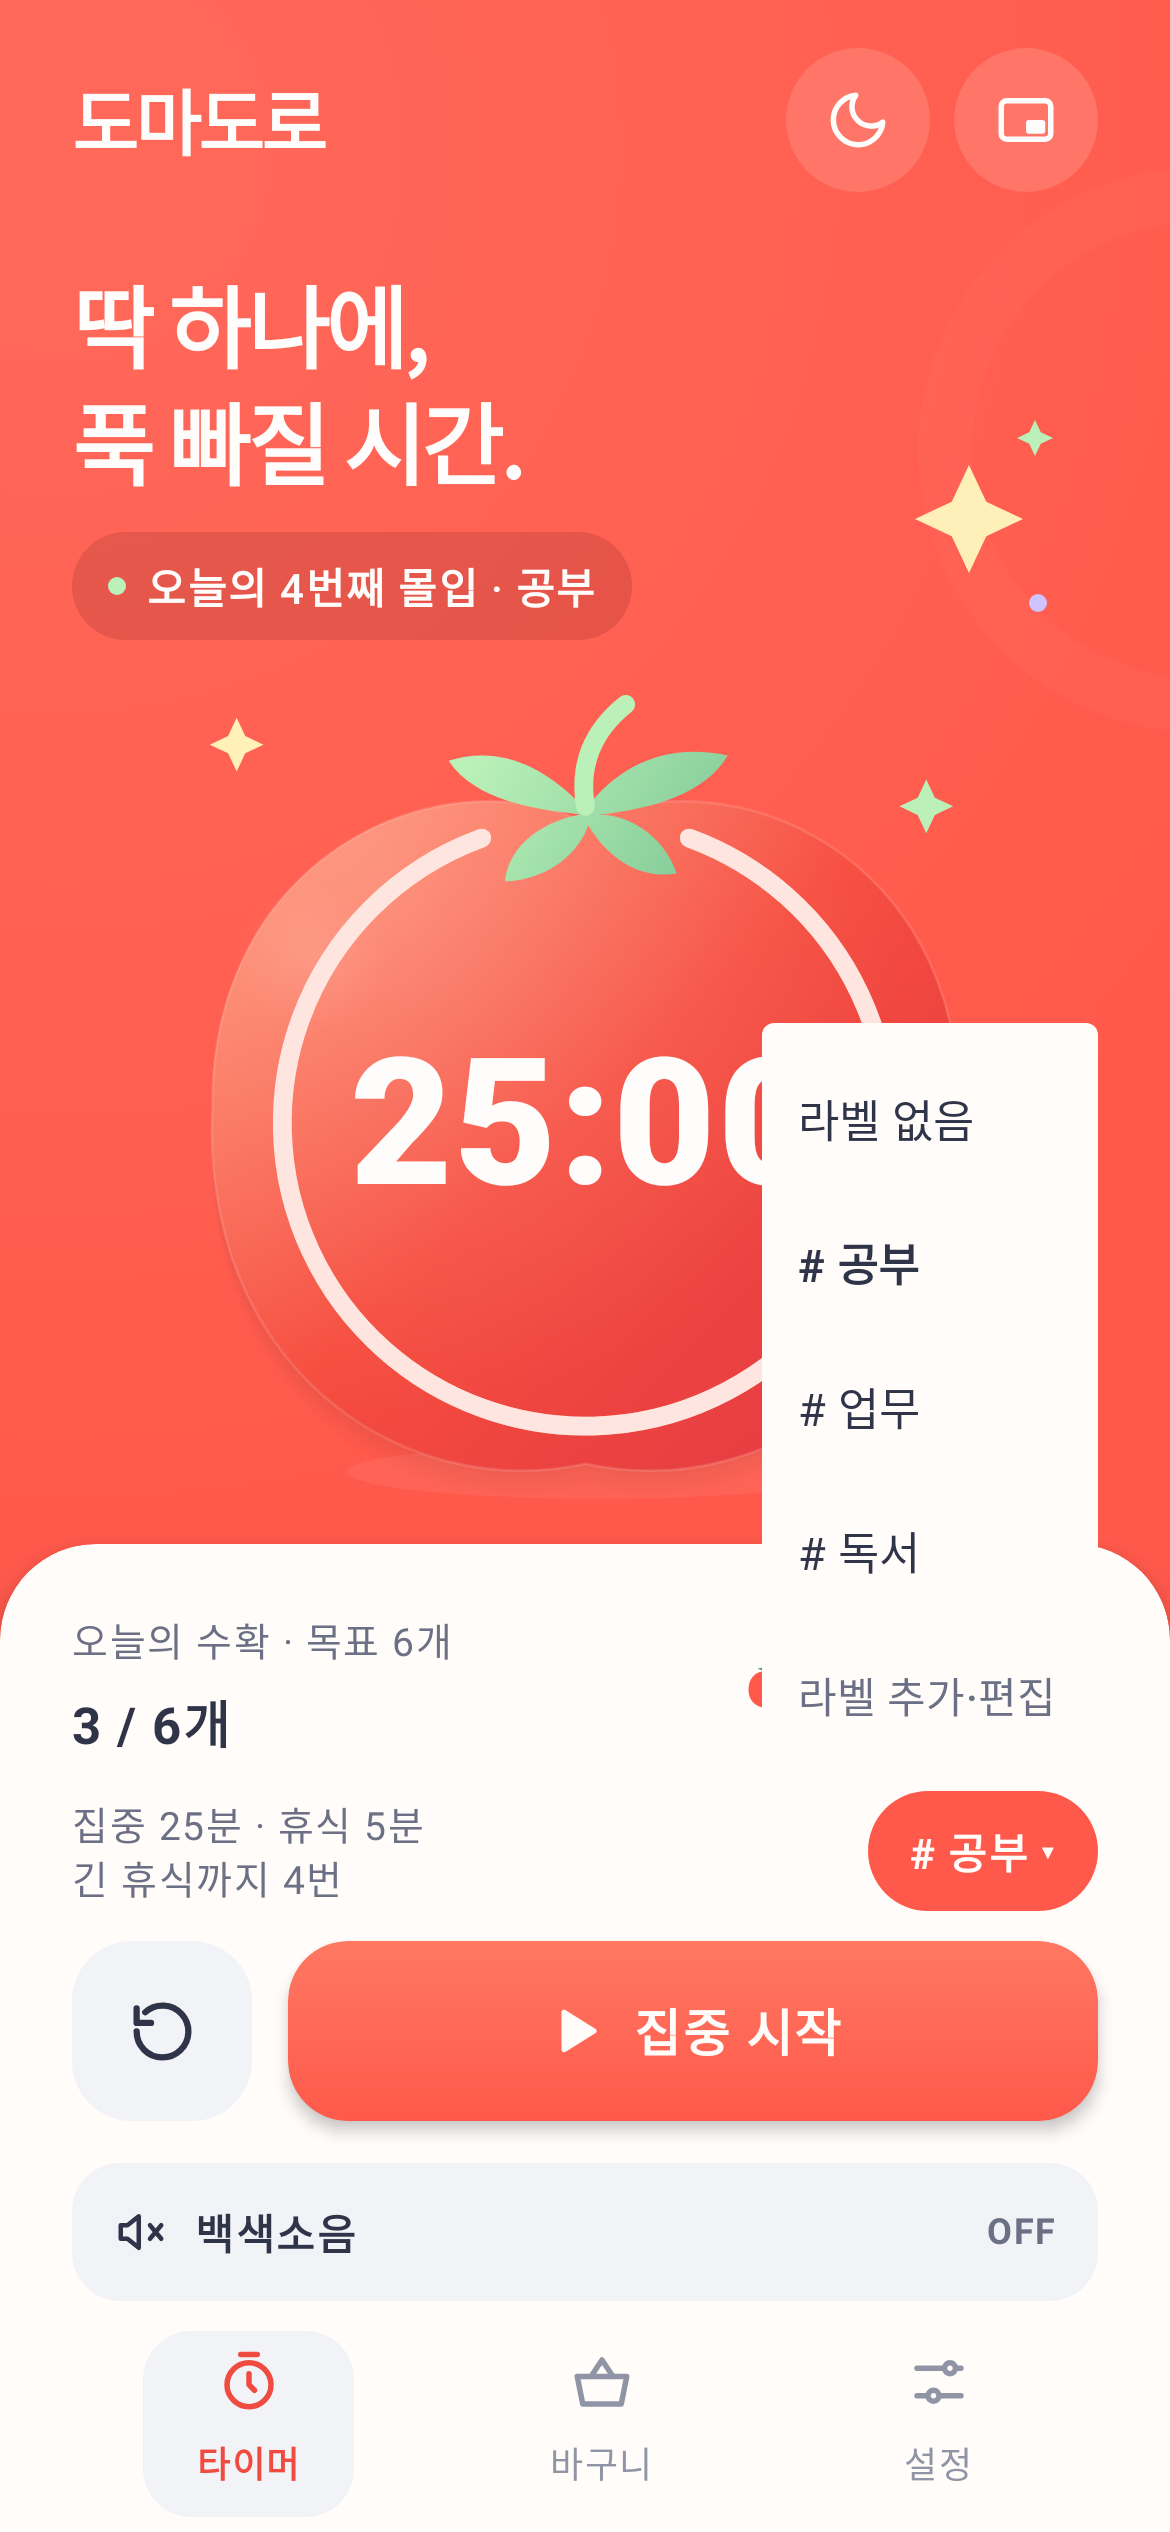 도마도로
딱 하나에,
푹 빠질 시간.
오늘의 4번째 몰입 · 공부
25:00
라벨 없음
# 공부
# 업무
# 독서
라벨 추가·편집
오늘의 수확 · 목표 6개
3 / 6개
집중 25분 · 휴식 5분
긴 휴식까지 4번
# 공부 ▾
집중 시작
백색소음
OFF
타이머
바구니
설정